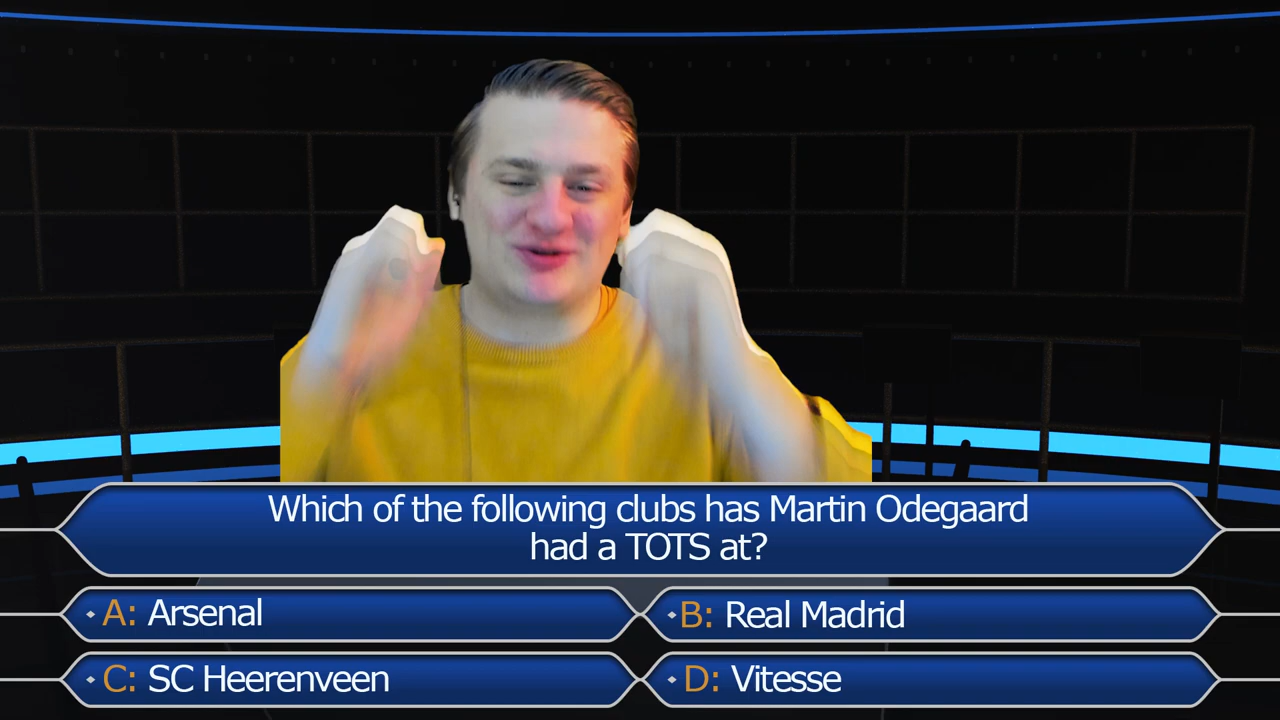 Which of the following clubs has Martin Odegaard
had a TOTS at?
A: Arsenal
B: Real Madrid
C: SC Heerenveen
D: Vitesse